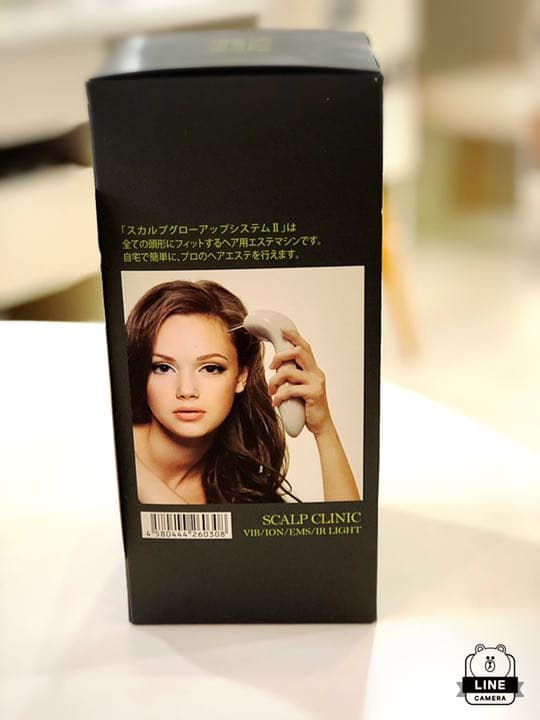 「スカルプグローアップシステムⅡ」は
全ての頭形にフィットするヘア用エステマシンです。
自宅で簡単に、プロのヘアエステを行えます。
4 580444 260308
SCALP CLINIC
VIB/ION/EMS/IR LIGHT
LINE
CAMERA